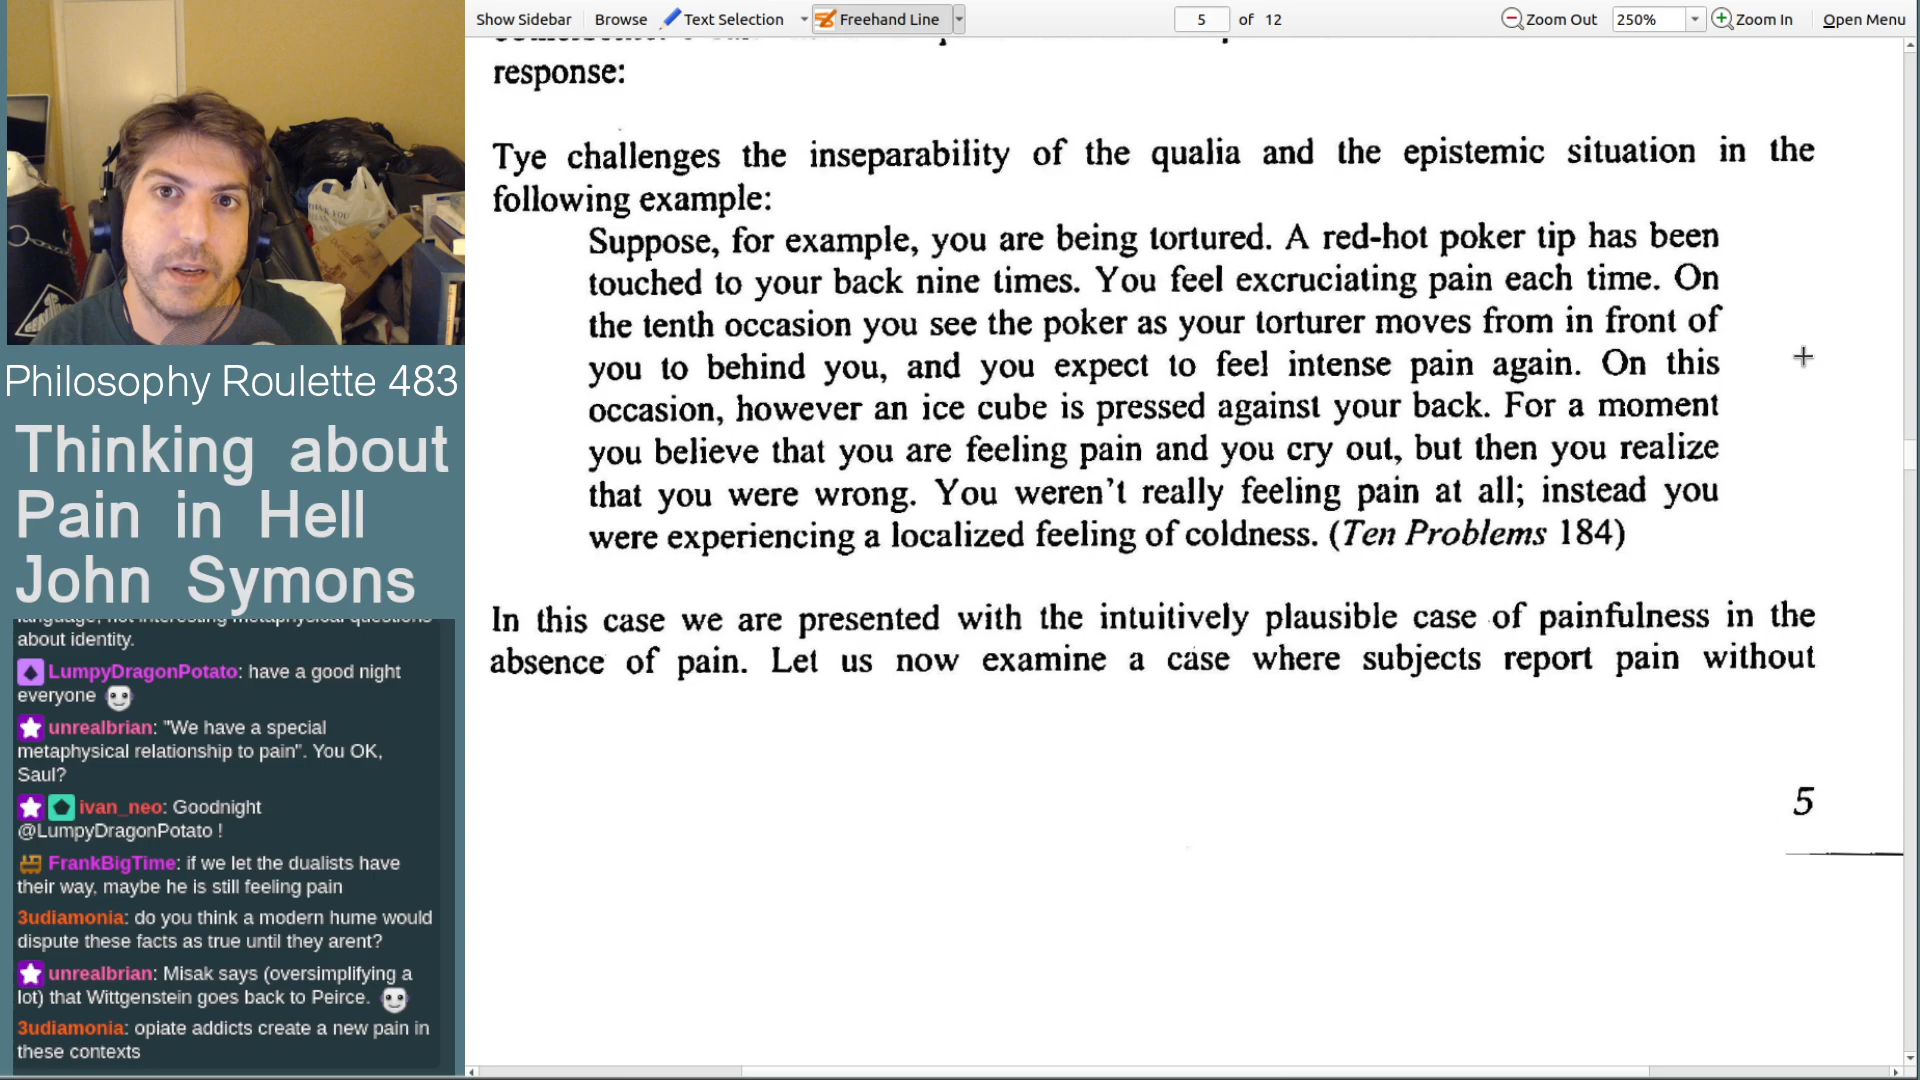 Show Sidebar Browse Text Selection Freehand Line 5 of 12 Zoom Out 250% Zoom In Open Menu
response:
Tye challenges the inseparability of the qualia and the epistemic situation in the
following example:
Suppose, for example, you are being tortured. A red-hot poker tip has been
touched to your back nine times. You feel excruciating pain each time. On
the tenth occasion you see the poker as your torturer moves from in front of
you to behind you, and you expect to feel intense pain again. On this
occasion, however an ice cube is pressed against your back. For a moment
you believe that you are feeling pain and you cry out, but then you realize
that you were wrong. You weren't really feeling pain at all; instead you
were experiencing a localized feeling of coldness. (Ten Problems 184)
In this case we are presented with the intuitively plausible case of painfulness in the
absence of pain. Let us now examine a case where subjects report pain without
5
THANK YOU
Philosophy Roulette 483
Thinking about
Pain in Hell
John Symons
language, not interesting metaphysical questions
about identity.
LumpyDragonPotato: have a good night
everyone
unrealbrian: "We have a special
metaphysical relationship to pain". You OK,
Saul?
ivan_neo: Goodnight
@LumpyDragonPotato !
FrankBigTime: if we let the dualists have
their way, maybe he is still feeling pain
3udiamonia: do you think a modern hume would
dispute these facts as true until they arent?
unrealbrian: Misak says (oversimplifying a
lot) that Wittgenstein goes back to Peirce.
3udiamonia: opiate addicts create a new pain in
these contexts